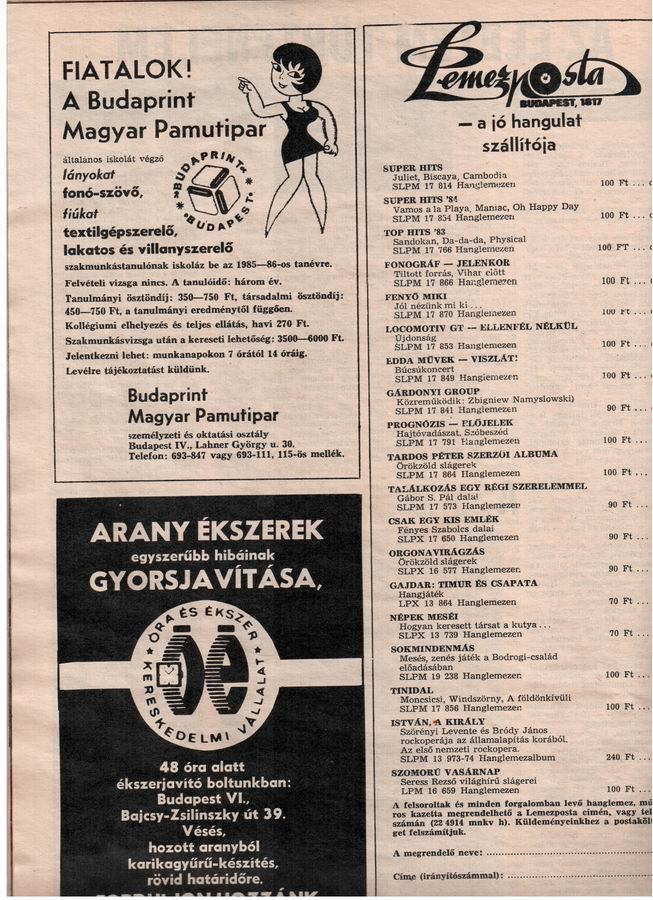 FIATALOK!
A Budaprint
Magyar Pamutipar
általános iskolát végző
lányokat
fonó-szövő,
fiúkat
textilgépszerelő,
lakatos és villanyszerelő
"BUDAPRINT"
* BUDAPEST *
szakmunkástanulónak iskoláz be az 1985—86-os tanévre.
Felvételi vizsga nincs. A tanulóidő: három év.
Tanulmányi ösztöndíj: 350—750 Ft, társadalmi ösztöndíj:
450—750 Ft, a tanulmányi eredménytől függően.
Kollégiumi elhelyezés és teljes ellátás, havi 270 Ft.
Szakmunkásvizsga után a kereseti lehetőség: 3500—6000 Ft.
Jelentkezni lehet: munkanapokon 7 órától 14 óráig.
Levélre tájékoztatást küldünk.
Budaprint
Magyar Pamutipar
személyzeti és oktatási osztály
Budapest IV., Lahner György u. 30.
Telefon: 693-847 vagy 693-111, 115-ös mellék.
ARANY ÉKSZEREK
egyszerűbb hibáinak
GYORSJAVÍTÁSA,
ÓRA ÉS ÉKSZER
KERESKEDELMI VÁLLALAT
óé
48 óra alatt
ékszerjavító boltunkban:
Budapest VI.,
Bajcsy-Zsilinszky út 39.
Vésés,
hozott aranyból
karikagyűrű-készítés,
rövid határidőre.
FORDULJON HOZZÁNK
Lemezposta
BUDAPEST, 1817
— a jó hangulat
szállítója
SUPER HITS
Juliet, Biscaya, Cambodia
SLPM 17 814 Hanglemezen 100 Ft ...
SUPER HITS '84
Vamos a la Playa, Maniac, Oh Happy Day
SLPM 17 854 Hanglemezen 100 Ft ...
TOP HITS '83
Sandokan, Da-da-da, Physical
SLPM 17 766 Hanglemezen 100 FT ...
FONOGRÁF — JELENKOR
Tiltott forrás, Vihar előtt
SLPM 17 866 Hanglemezen 100 Ft ...
FENYŐ MIKI
Jól nézünk mi ki ...
SLPM 17 870 Hanglemezen 100 Ft ...
LOCOMOTIV GT — ELLENFÉL NÉLKÜL
Újdonság
SLPM 17 853 Hanglemezen 100 Ft ...
EDDA MŰVEK — VISZLÁT!
Búcsúkoncert
SLPM 17 849 Hanglemezen 100 Ft ...
GÁRDONYI GROUP
Közreműködik: Zbigniew Namyslowski)
SLPM 17 841 Hanglemezen 90 Ft ...
PROGNÓZIS — ELŐJELEK
Hajtóvadászat, Szóbeszéd
SLPM 17 791 Hanglemezen 100 Ft ...
TARDOS PÉTER SZERZŐI ALBUMA
Örökzöld slágerek
SLPM 17 864 Hanglemezen 100 Ft ...
TALÁLKOZÁS EGY RÉGI SZERELEMMEL
Gábor S. Pál dalai
SLPM 17 573 Hanglemezen 90 Ft ...
CSAK EGY KIS EMLÉK
Fényes Szabolcs dalai
SLPX 17 650 Hanglemezen 90 Ft ...
ORGONAVIRÁGZÁS
Örökzöld slágerek
SLPX 16 577 Hanglemezen 90 Ft ...
GAJDAR: TIMUR ÉS CSAPATA
Hangjáték
LPX 13 864 Hanglemezen 70 Ft ...
NÉPEK MESÉI
Hogyan keresett társat a kutya ...
SLPX 13 739 Hanglemezen 70 Ft ...
SOKMINDENMÁS
Mesés, zenés játék a Bodrogi-család
előadásában
SLPM 19 238 Hanglemezen 100 Ft ...
TINIDAL
Moncsicsi, Windszörny, A földönkívüli
SLPM 17 856 Hanglemezen 100 Ft ...
ISTVÁN, A KIRÁLY
Szörényi Levente és Bródy János
rockoperája az államalapítás korából.
Az első nemzeti rockopera.
SLPM 13 973-74 Hanglemezalbum 240 Ft ...
SZOMORÚ VASÁRNAP
Seress Rezső világhírű slágerei
LPM 16 659 Hanglemezen 100 Ft ...
A felsoroltak és minden forgalomban levő hanglemez, mű
ros kazetta megrendelhető a Lemezposta címén, vagy tel
számán (22 4914 mnkv h). Küldeményeinkhez a postaköl
get felszámítjuk.
A megrendelő neve: ..........
Címe (irányítószámmal): ..........